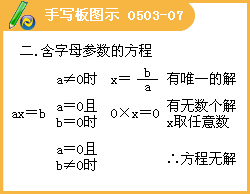 手写板图示 0503-07
二.含字母参数的方程
a≠0时 x=b/a 有唯一的解
ax=b a=0且 b=0时 0×x=0 有无数个解 x取任意数
a=0且
b≠0时 ∴方程无解